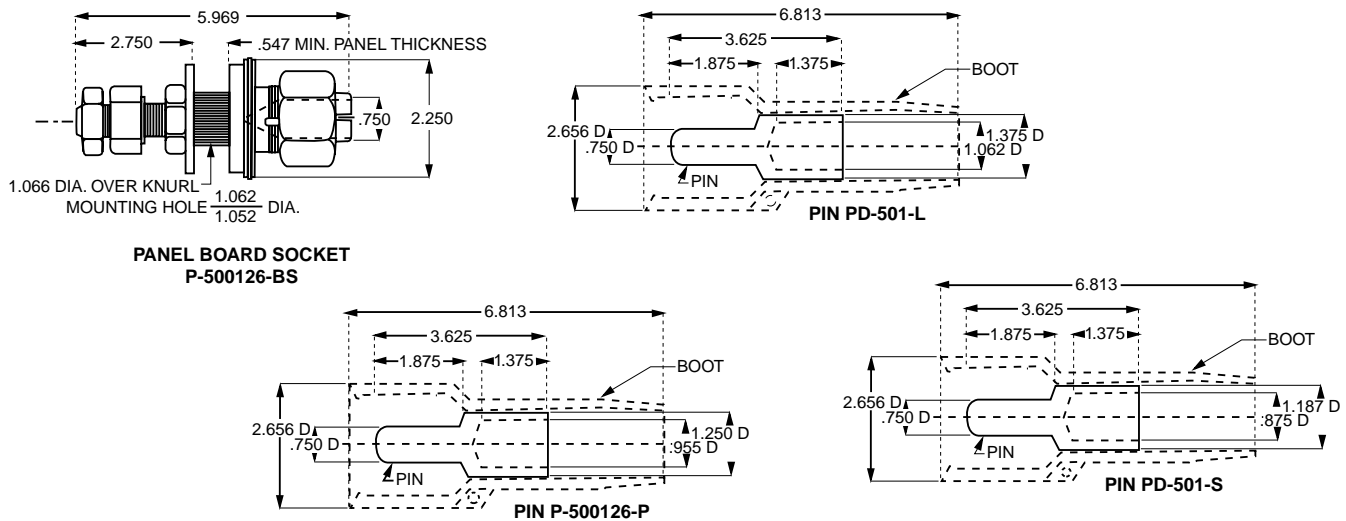 5.969
2.750
.547 MIN. PANEL THICKNESS
.750
2.250
1.066 DIA. OVER KNURL
MOUNTING HOLE 1.062
1.052 DIA.
PANEL BOARD SOCKET
P-500126-BS
6.813
3.625
1.875
1.375
BOOT
2.656 D
.750 D
1.375 D
1.062 D
PIN
PIN PD-501-L
6.813
3.625
1.875
1.375
BOOT
2.656 D
.750 D
1.250 D
.955 D
PIN
PIN P-500126-P
6.813
3.625
1.875
1.375
BOOT
2.656 D
.750 D
1.187 D
.875 D
PIN
PIN PD-501-S